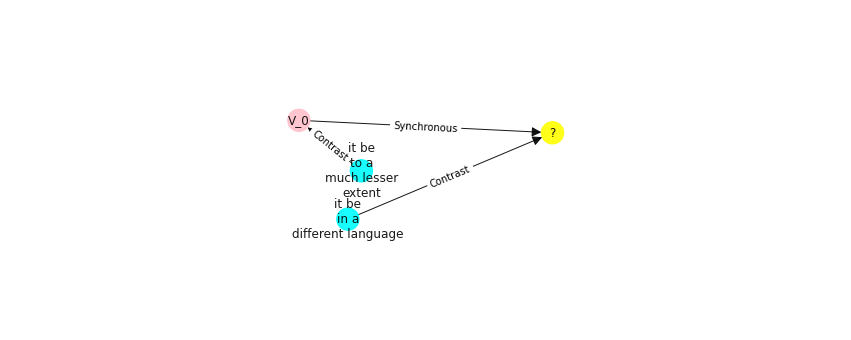 V_0
Synchronous
?
Contrast
it be
to a
much lesser
extent
Contrast
it be
in a
different language